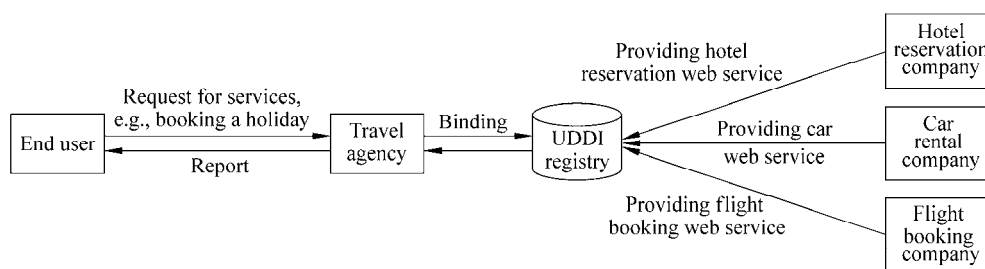 End user
Request for services,
e.g., booking a holiday
Report
Travel
agency
Binding
UDDI
registry
Providing hotel
reservation web service
Providing car
web service
Providing flight
booking web service
Hotel
reservation
company
Car
rental
company
Flight
booking
company